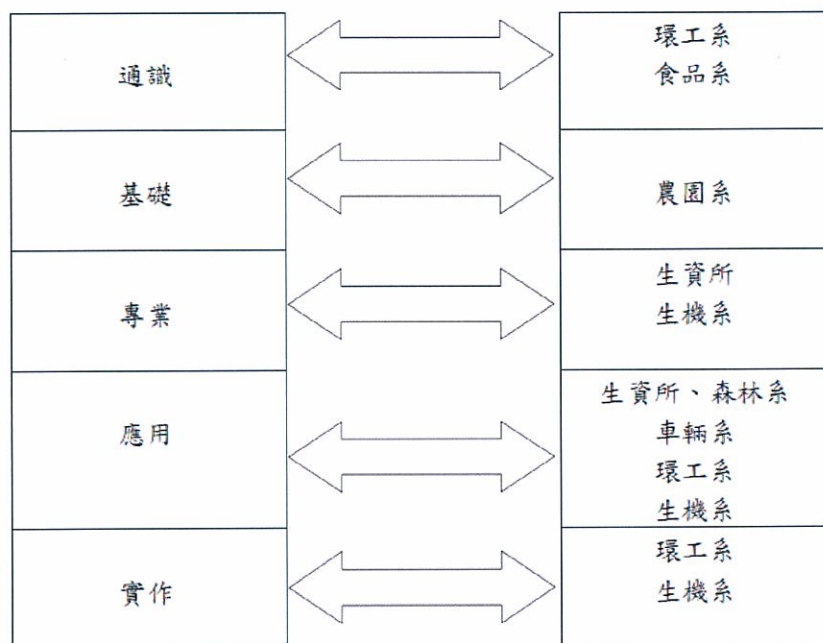 通識
環工系
食品系
基礎
農園系
專業
生資所
生機系
應用
生資所、森林系
車輛系
環工系
生機系
實作
環工系
生機系